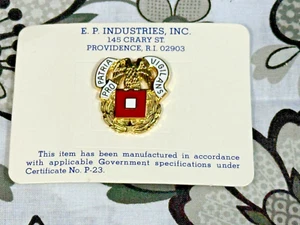 E. P. INDUSTRIES, INC.
145 CRARY ST.
PROVIDENCE, R.I. 02903
PRO PATRIA VIGILANS
This item has been manufactured in accordance
with applicable Government specifications under
Certificate No. P-23.